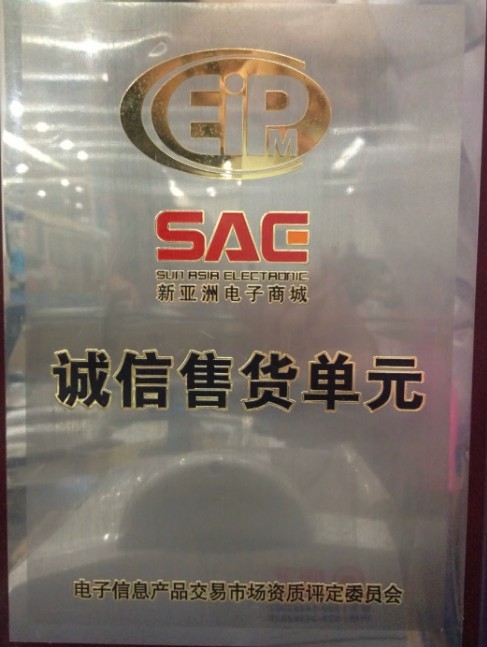 EiPM
SAE
SUN ASIA ELECTRONIC
新亚洲电子商城
诚信售货单元
电子信息产品交易市场资质评定委员会